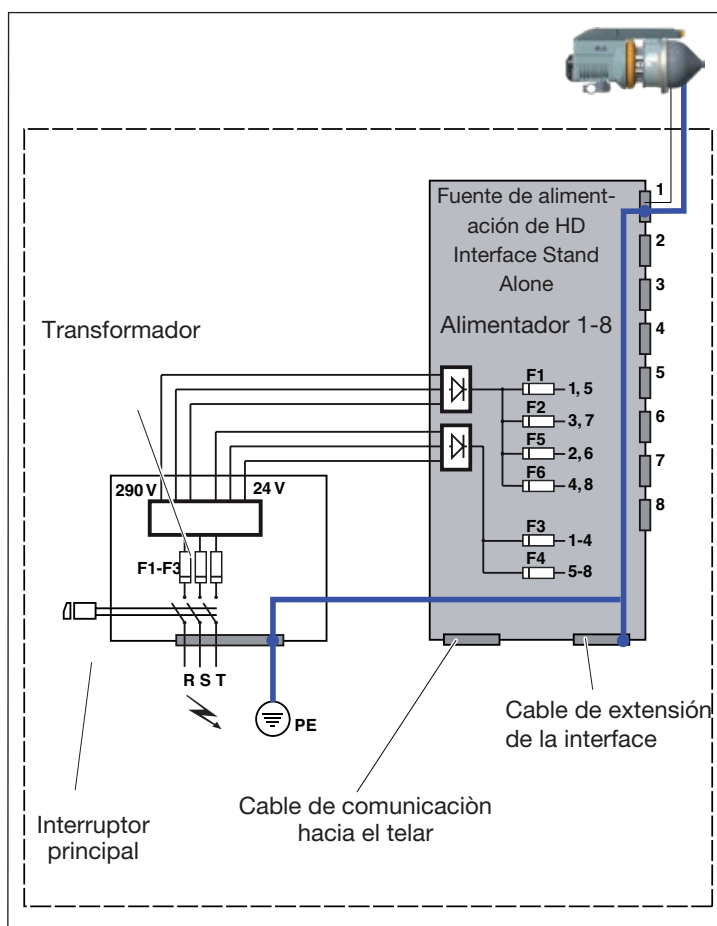 1
Fuente de aliment-
ación de HD
Interface Stand
Alone
Alimentador 1-8
2
3
4
5
6
7
8
Transformador
F1
1, 5
F2
3, 7
F5
2, 6
F6
4, 8
F3
1-4
F4
5-8
290 V
24 V
F1-F3
R S T
PE
Cable de extensión
de la interface
Cable de comunicaciòn
hacia el telar
Interruptor
principal